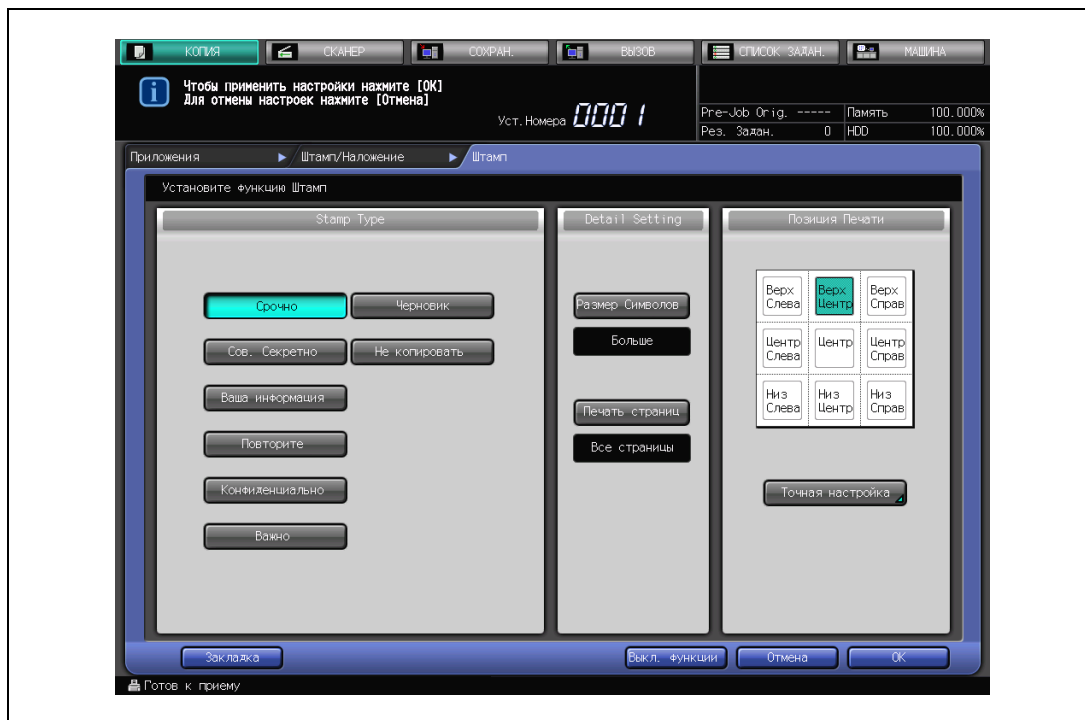 КОПИЯ
СКАНЕР
СОХРАН.
ВЫЗОВ
СПИСОК ЗАДАН.
МАШИНА
Чтобы применить настройки нажмите [OK]
Для отмены настроек нажмите [Отмена]
Уст.Номера 0001
Pre-Job Orig. ----- Память 100.000%
Рез. Задан. 0 HDD 100.000%
Приложения
Штамп/Наложение
Штамп
Установите функцию Штамп
Stamp Type
Срочно
Черновик
Сов. Секретно
Не копировать
Ваша информация
Повторите
Конфиденциально
Важно
Detail Setting
Размер Символов
Больше
Печать страниц
Все страницы
Позиция Печати
Верх Верх Верх
Слева Центр Справ
Центр Центр Центр
Слева Справ
Низ Низ Низ
Слева Центр Справ
Точная настройка
Закладка
Выкл. функции
Отмена
OK
Готов к приему